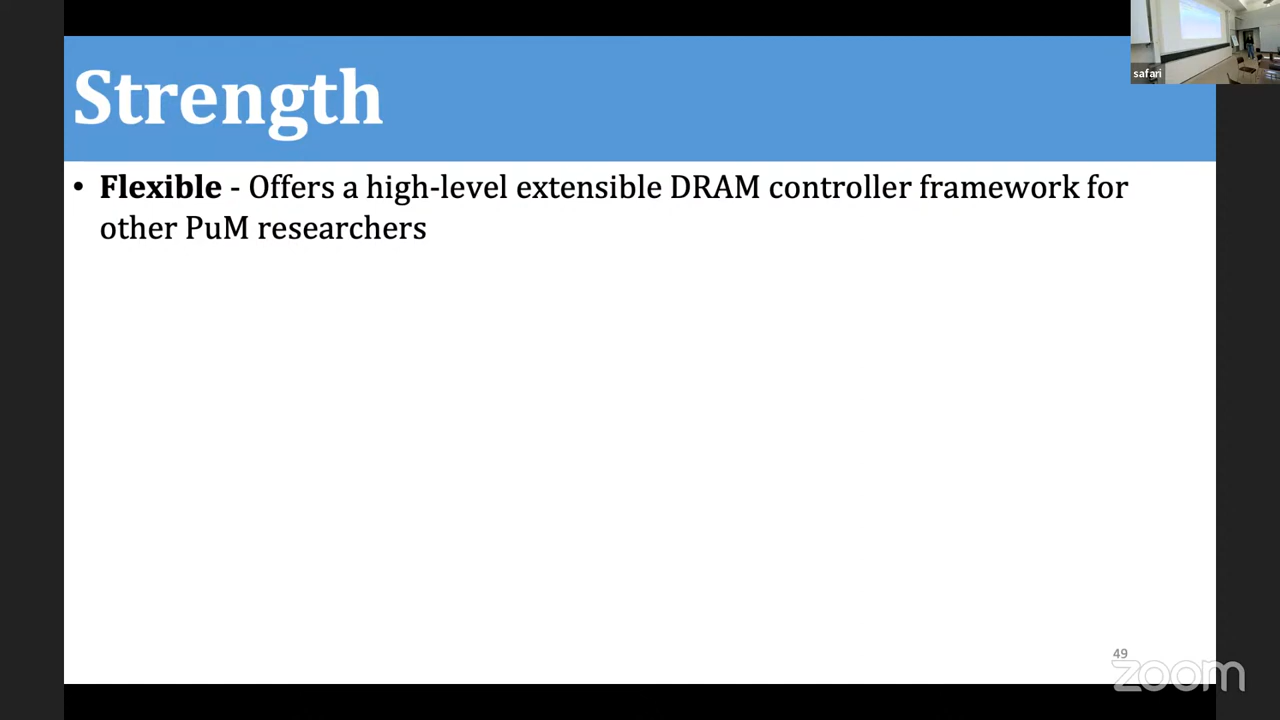 safari
Strength
• Flexible - Offers a high-level extensible DRAM controller framework for
other PuM researchers
49
zoom